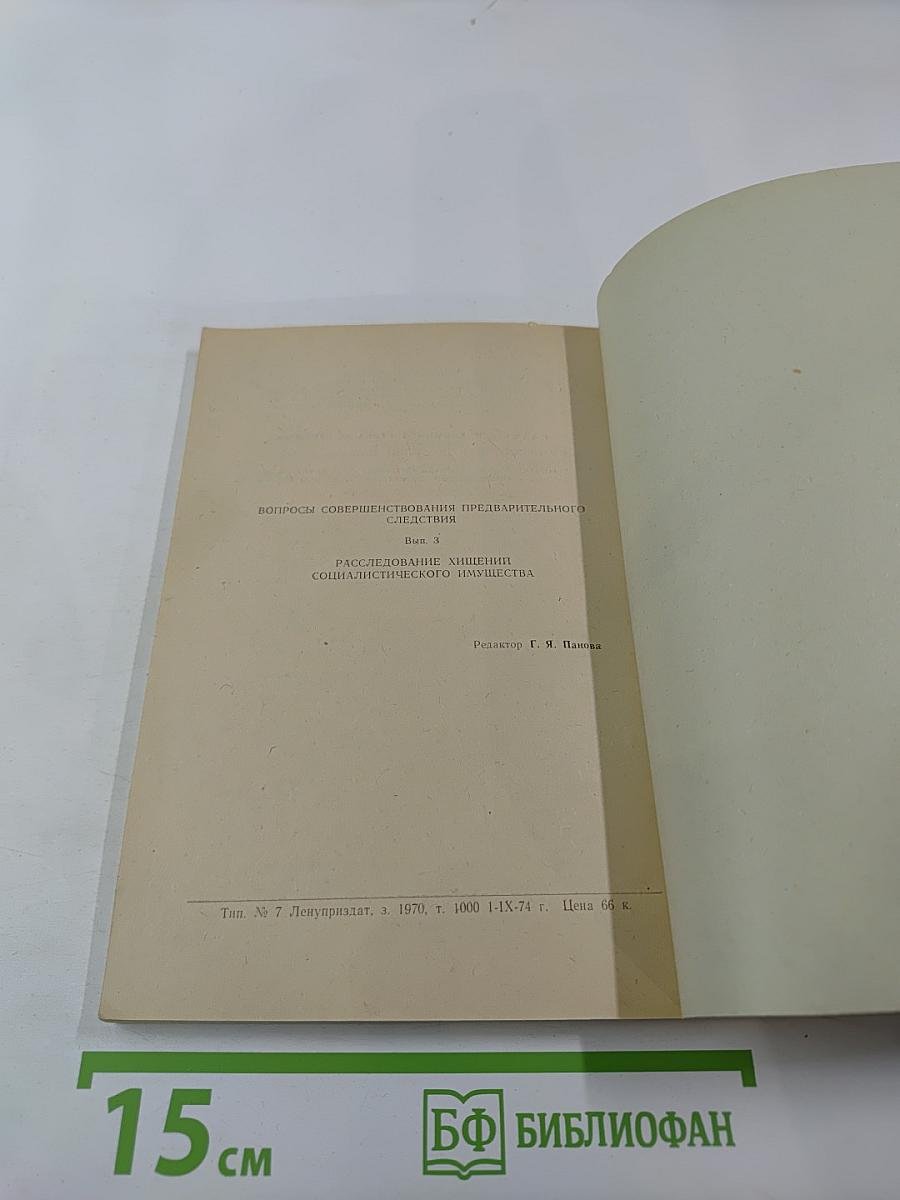 ВОПРОСЫ СОВЕРШЕНСТВОВАНИЯ ПРЕДВАРИТЕЛЬНОГО
СЛЕДСТВИЯ
Вып. 3
РАССЛЕДОВАНИЕ ХИЩЕНИЙ
СОЦИАЛИСТИЧЕСКОГО ИМУЩЕСТВА
Редактор Г. Я. Панова
Тип. № 7 Ленуприздат, з. 1970, т. 1000 1-IX-74 г. Цена 66 к.
15 см
БФ БИБЛИОФАН